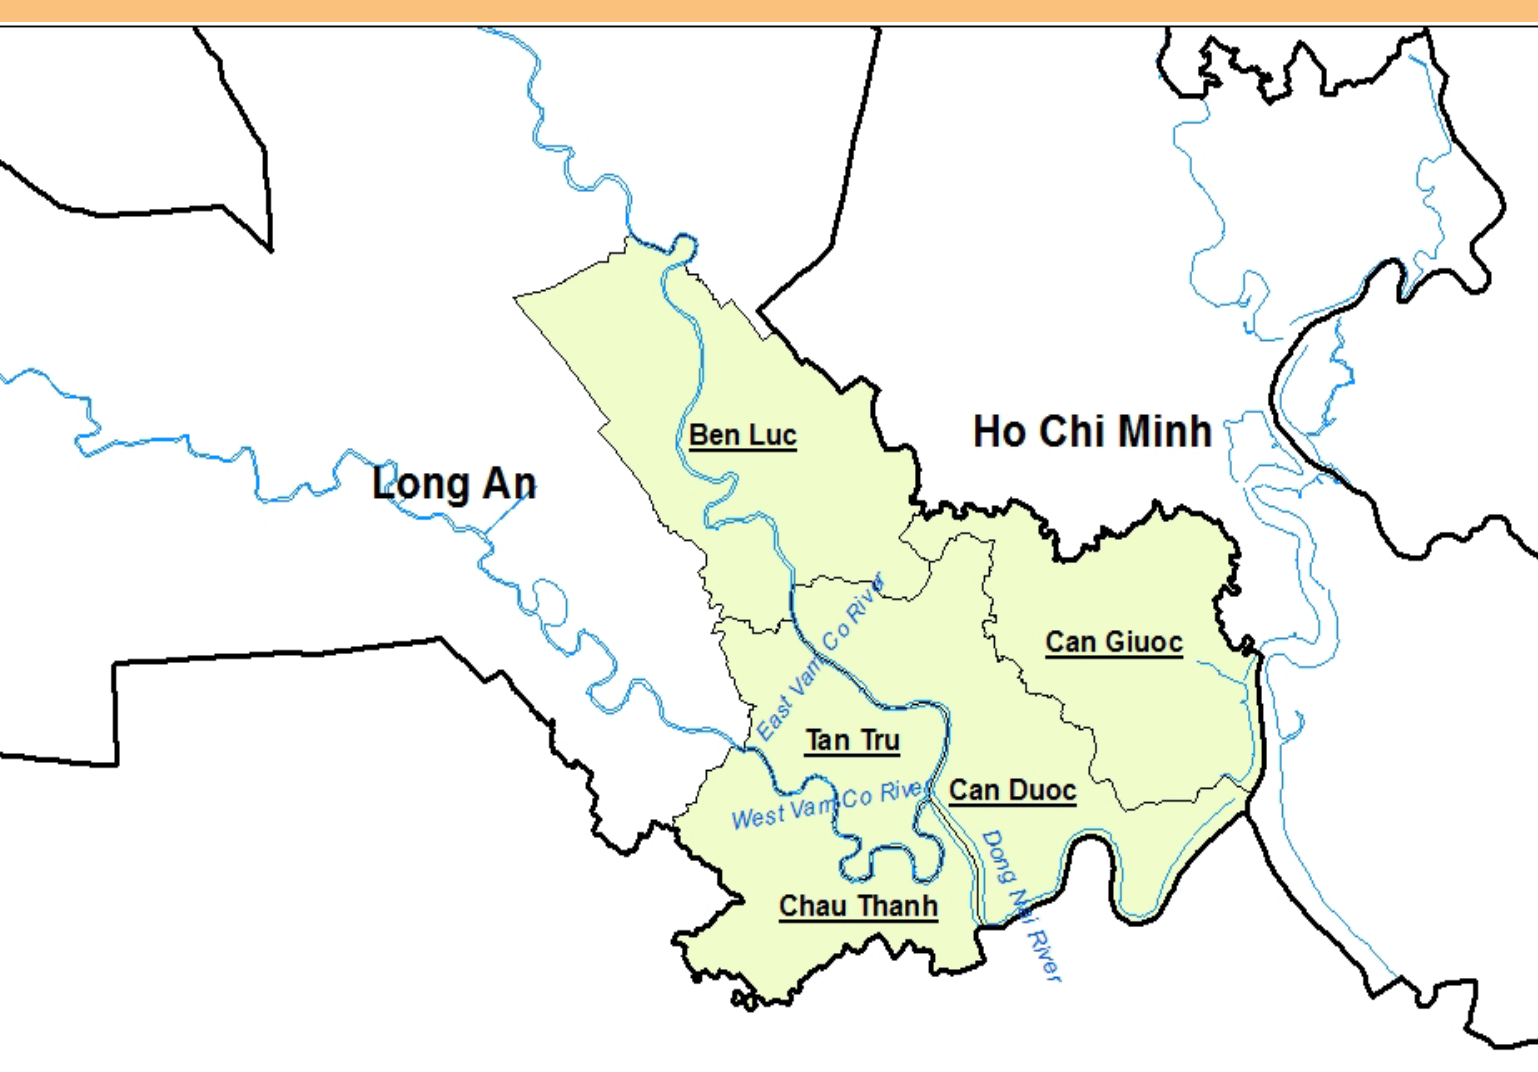 Ben Luc
Ho Chi Minh
Long An
East Vam Co River
Can Giuoc
Tan Tru
Can Duoc
West Vam Co River
Dong Nai River
Chau Thanh